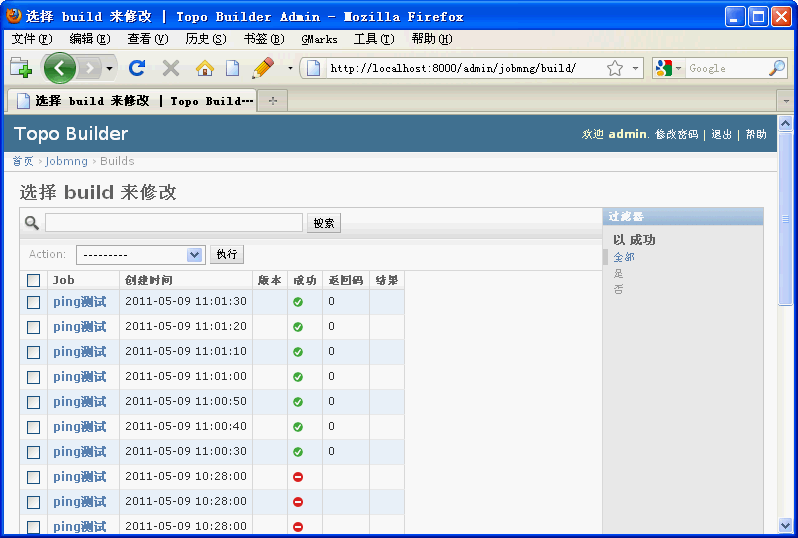 选择 build 来修改 | Topo Builder Admin - Mozilla Firefox
文件(F) 编辑(E) 查看(V) 历史(S) 书签(B) GMarks 工具(T) 帮助(H)
http://localhost:8000/admin/jobmng/build/ Google
选择 build 来修改 | Topo Build···
Topo Builder 欢迎 admin. 修改密码 | 退出 | 帮助
首页 › Jobmng › Builds
选择 build 来修改
搜索
Action: --------- 执行
Job 创建时间 版本 成功 返回码 结果
ping测试 2011-05-09 11:01:30 0
ping测试 2011-05-09 11:01:20 0
ping测试 2011-05-09 11:01:10 0
ping测试 2011-05-09 11:01:00 0
ping测试 2011-05-09 11:00:50 0
ping测试 2011-05-09 11:00:40 0
ping测试 2011-05-09 11:00:30 0
ping测试 2011-05-09 10:28:00
ping测试 2011-05-09 10:28:00
ping测试 2011-05-09 10:28:00
过滤器
以 成功
全部
是
否